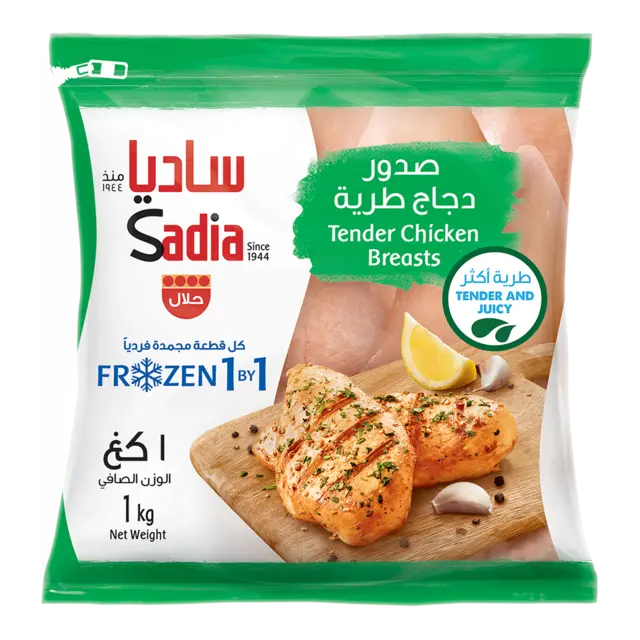 ساديا
منذ
١٩٤٤
Sadia
Since
1944
حلال
كل قطعة مجمدة فردياً
FROZEN 1 BY 1
١ كغ
الوزن الصافي
1 kg
Net Weight
صدور
دجاج طرية
Tender Chicken
Breasts
طرية أكثر
TENDER AND
JUICY